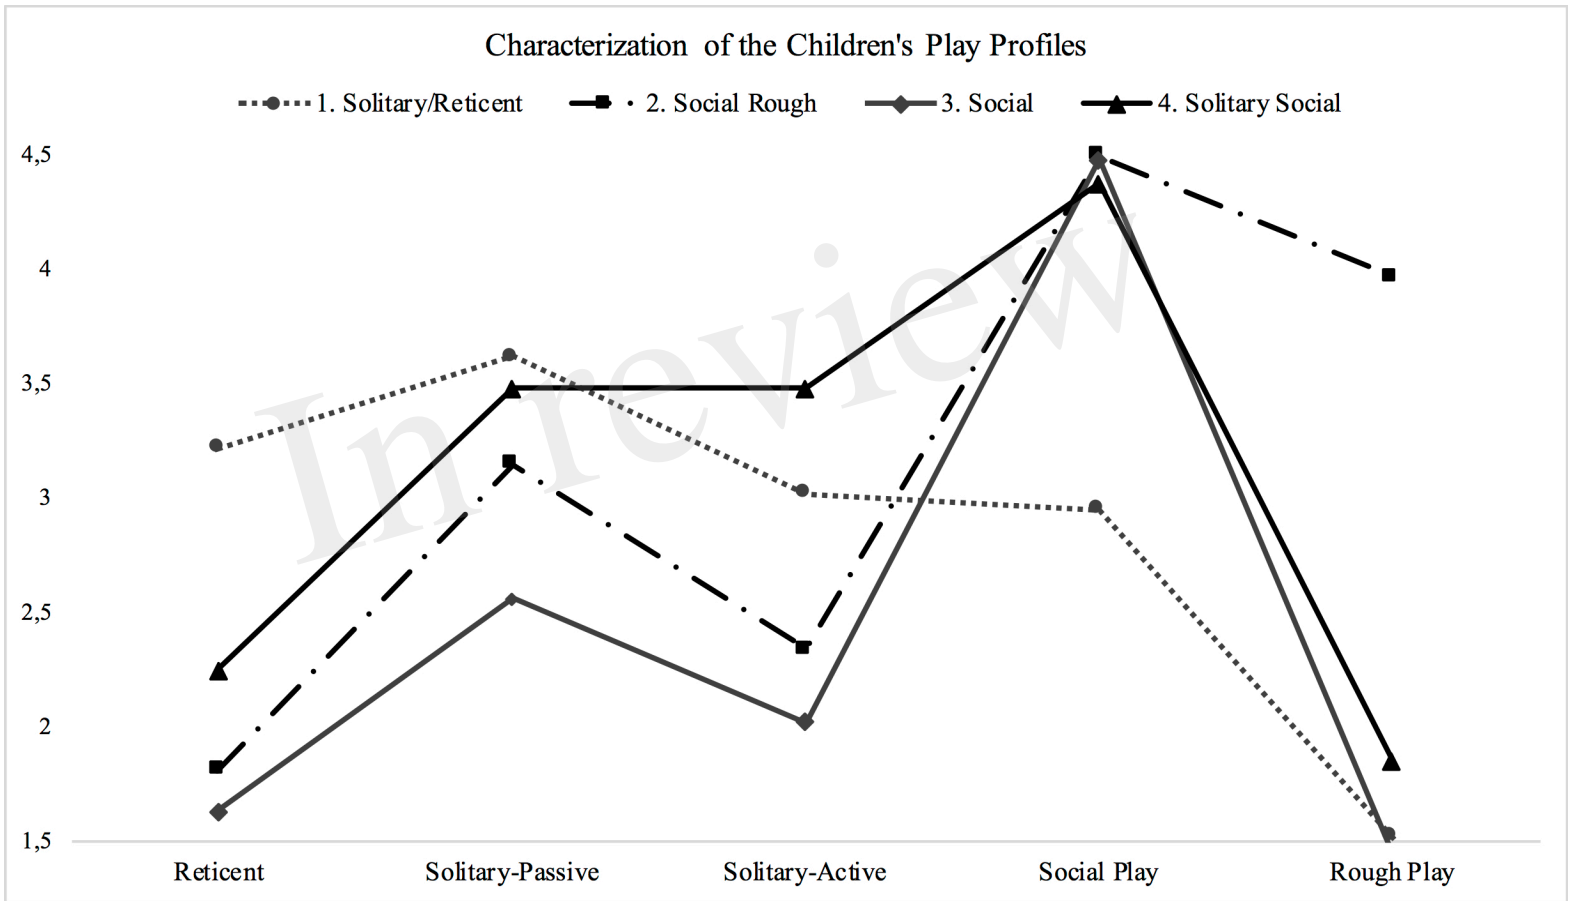 Characterization of the Children's Play Profiles
1. Solitary/Reticent 2. Social Rough 3. Social 4. Solitary Social
4,5
4
3,5
3
2,5
2
1,5
Reticent Solitary-Passive Solitary-Active Social Play Rough Play
In review